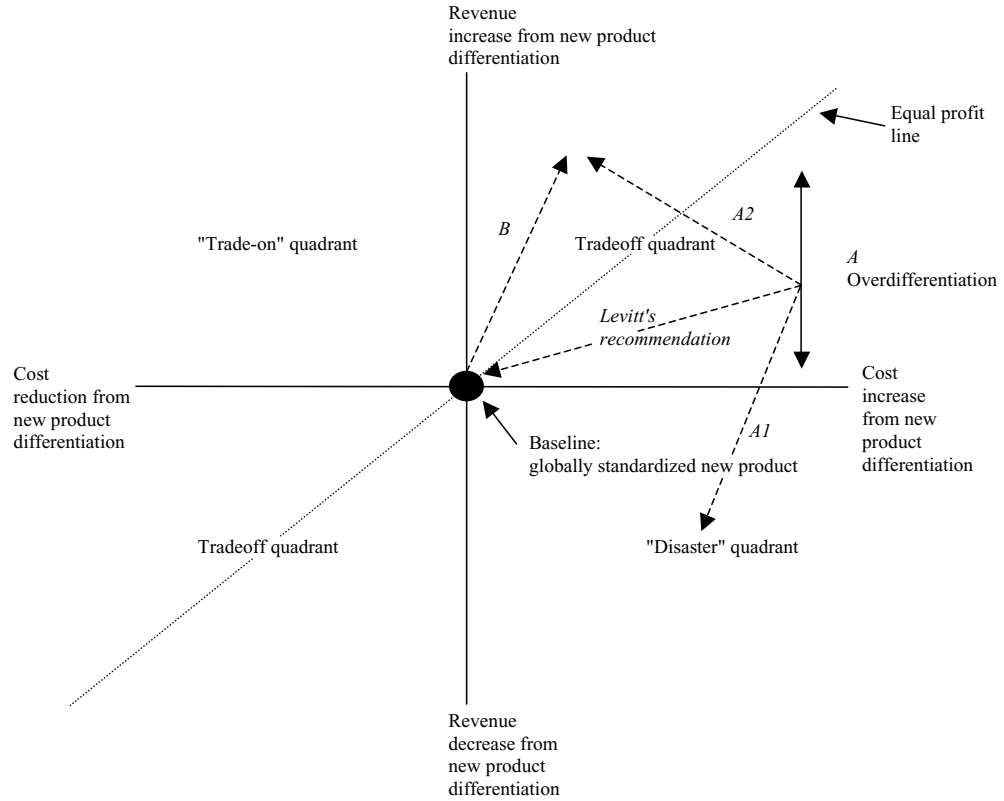 Revenue
increase from new product
differentiation
Equal profit
line
B
A2
"Trade-on" quadrant
Tradeoff quadrant
A
Overdifferentiation
Levitt's
recommendation
Cost
reduction from
new product
differentiation
Cost
increase
from new
product
differentiation
A1
Baseline:
globally standardized new product
Tradeoff quadrant
"Disaster" quadrant
Revenue
decrease from
new product
differentiation